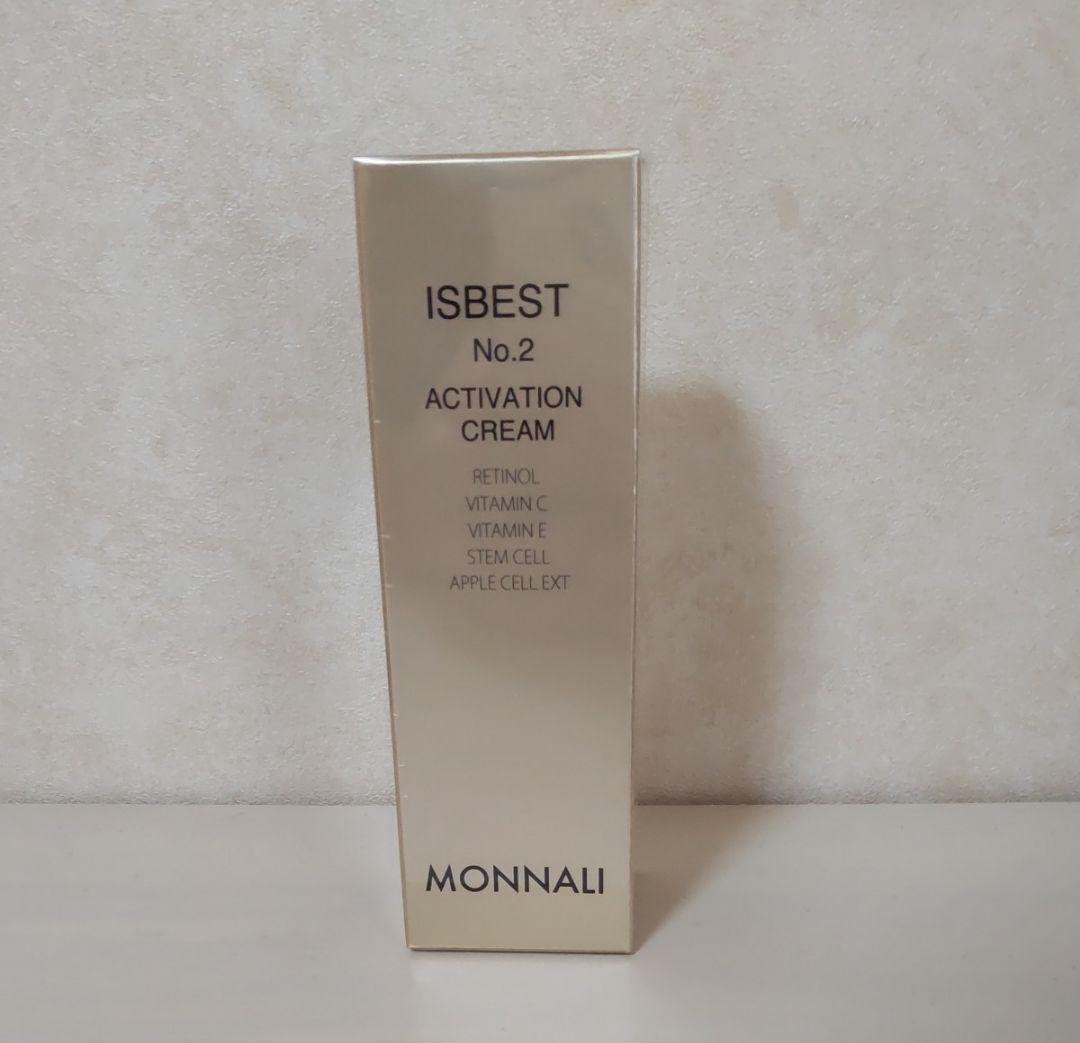 ISBEST
No.2
ACTIVATION
CREAM
RETINOL
VITAMIN C
VITAMIN E
STEM CELL
APPLE CELL EXT
MONNALI